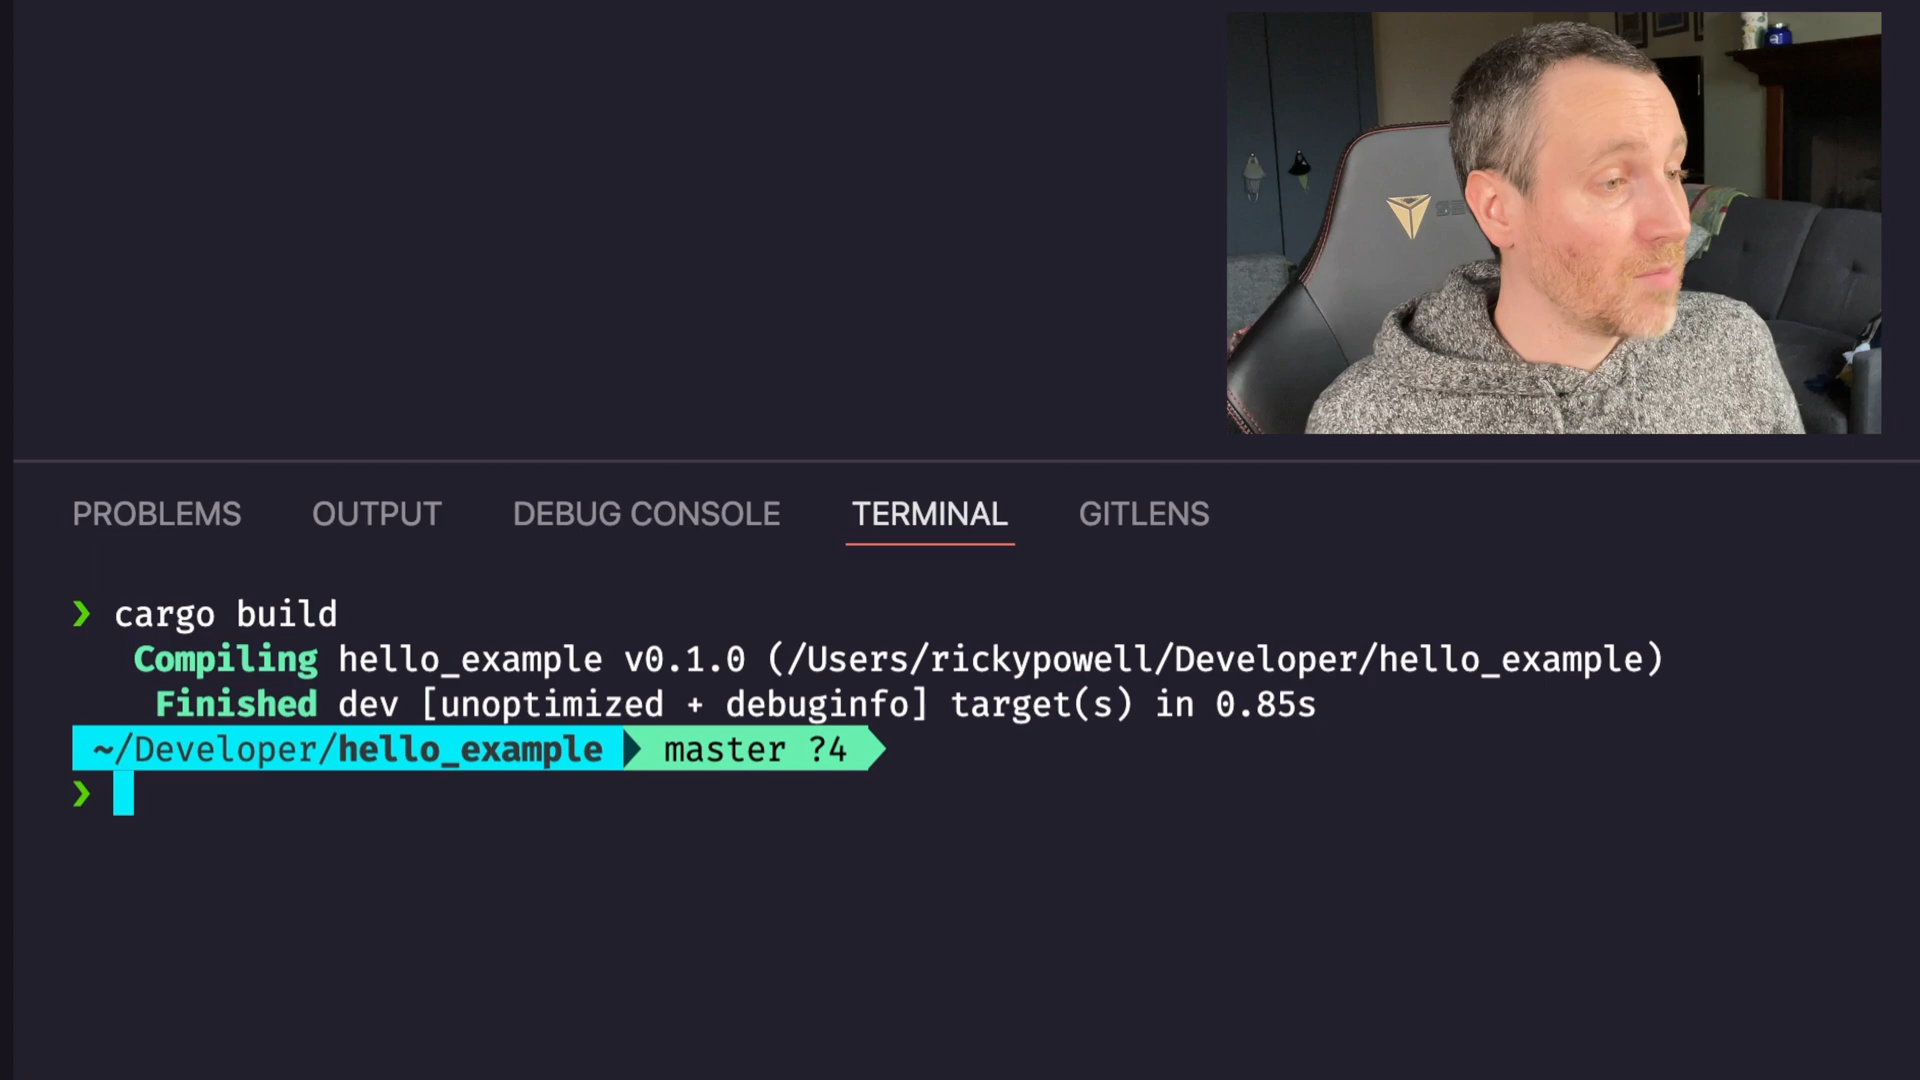 PROBLEMS OUTPUT DEBUG CONSOLE TERMINAL GITLENS
❯ cargo build
Compiling hello_example v0.1.0 (/Users/rickypowell/Developer/hello_example)
Finished dev [unoptimized + debuginfo] target(s) in 0.85s
~/Developer/hello_example master ?4
❯